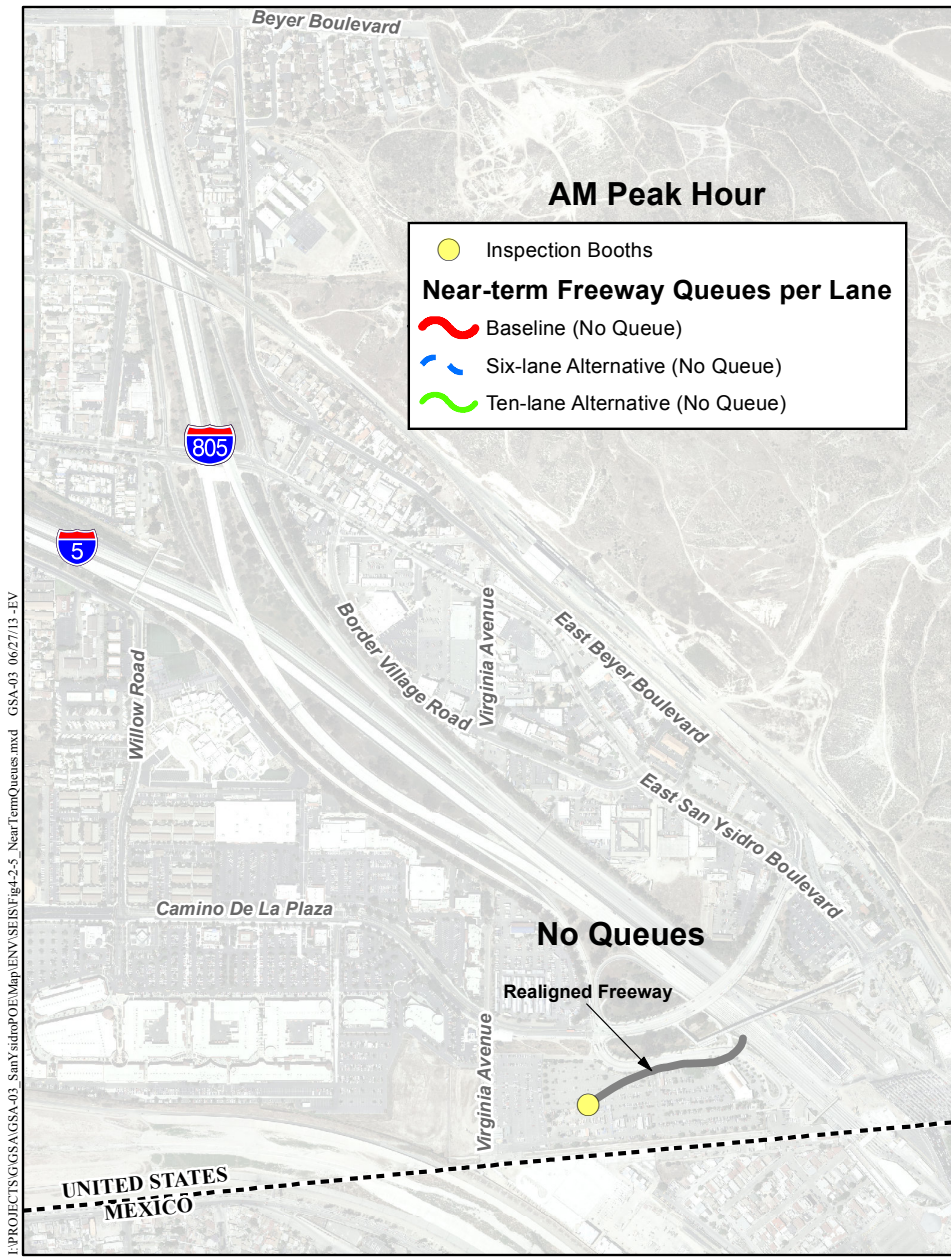 Beyer Boulevard
AM Peak Hour
Inspection Booths
Near-term Freeway Queues per Lane
Baseline (No Queue)
Six-lane Alternative (No Queue)
Ten-lane Alternative (No Queue)
805
5
Border Village Road
Virginia Avenue
East Beyer Boulevard
Willow Road
East San Ysidro Boulevard
Camino De La Plaza
No Queues
Realigned Freeway
Virginia Avenue
UNITED STATES
MEXICO
I:\PROJECTS\G\GSA\GSA-03_SanYsidroPOE\Map\ENV\SEIS\Fig4-2-5_NearTermQueues.mxd GSA-03 06/27/13 -EV